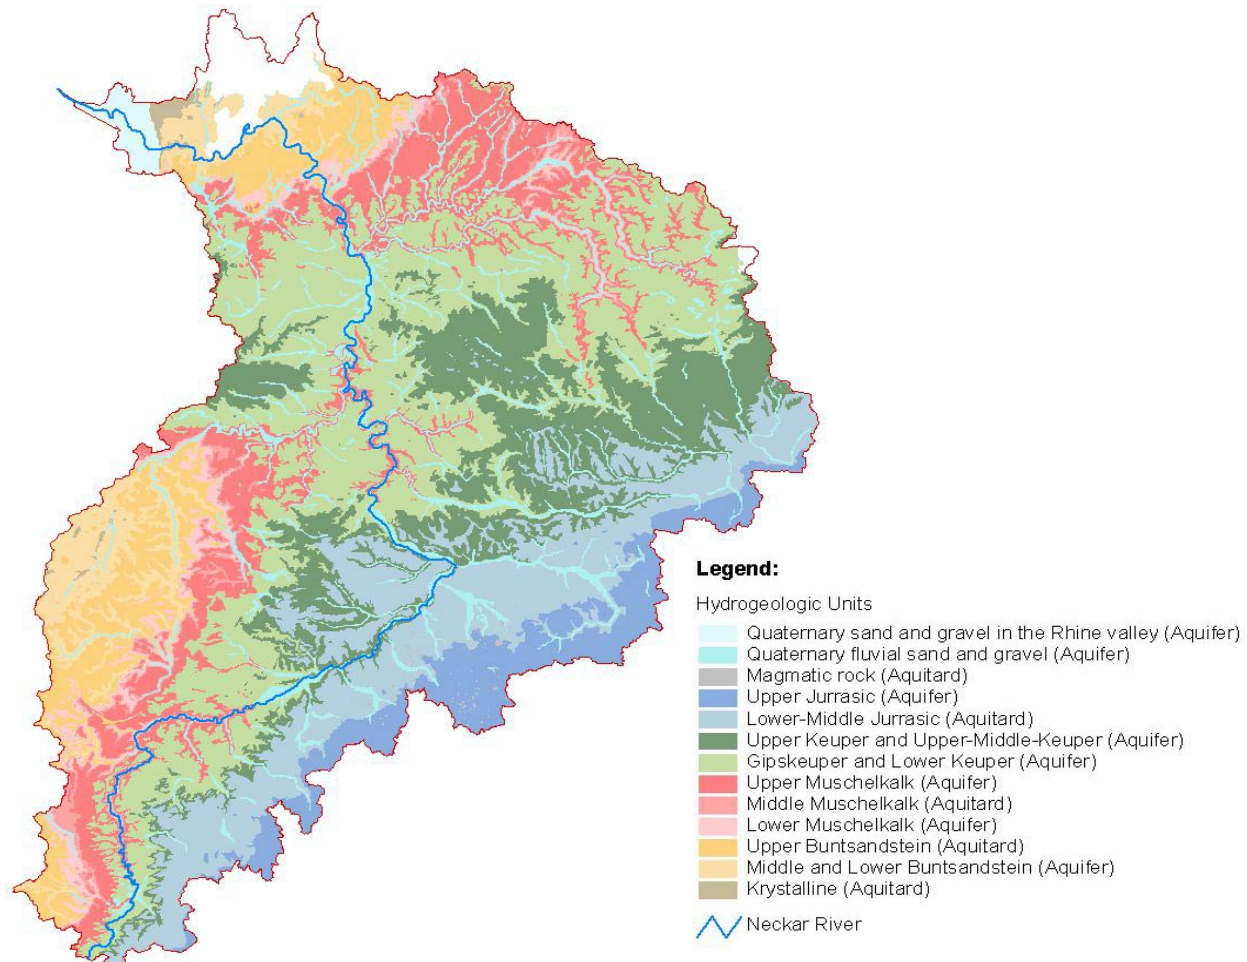 Legend:
Hydrogeologic Units
Quaternary sand and gravel in the Rhine valley (Aquifer)
Quaternary fluvial sand and gravel (Aquifer)
Magmatic rock (Aquitard)
Upper Jurrasic (Aquifer)
Lower-Middle Jurrasic (Aquitard)
Upper Keuper and Upper-Middle-Keuper (Aquifer)
Gipskeuper and Lower Keuper (Aquifer)
Upper Muschelkalk (Aquifer)
Middle Muschelkalk (Aquitard)
Lower Muschelkalk (Aquifer)
Upper Buntsandstein (Aquitard)
Middle and Lower Buntsandstein (Aquifer)
Krystalline (Aquitard)
Neckar River